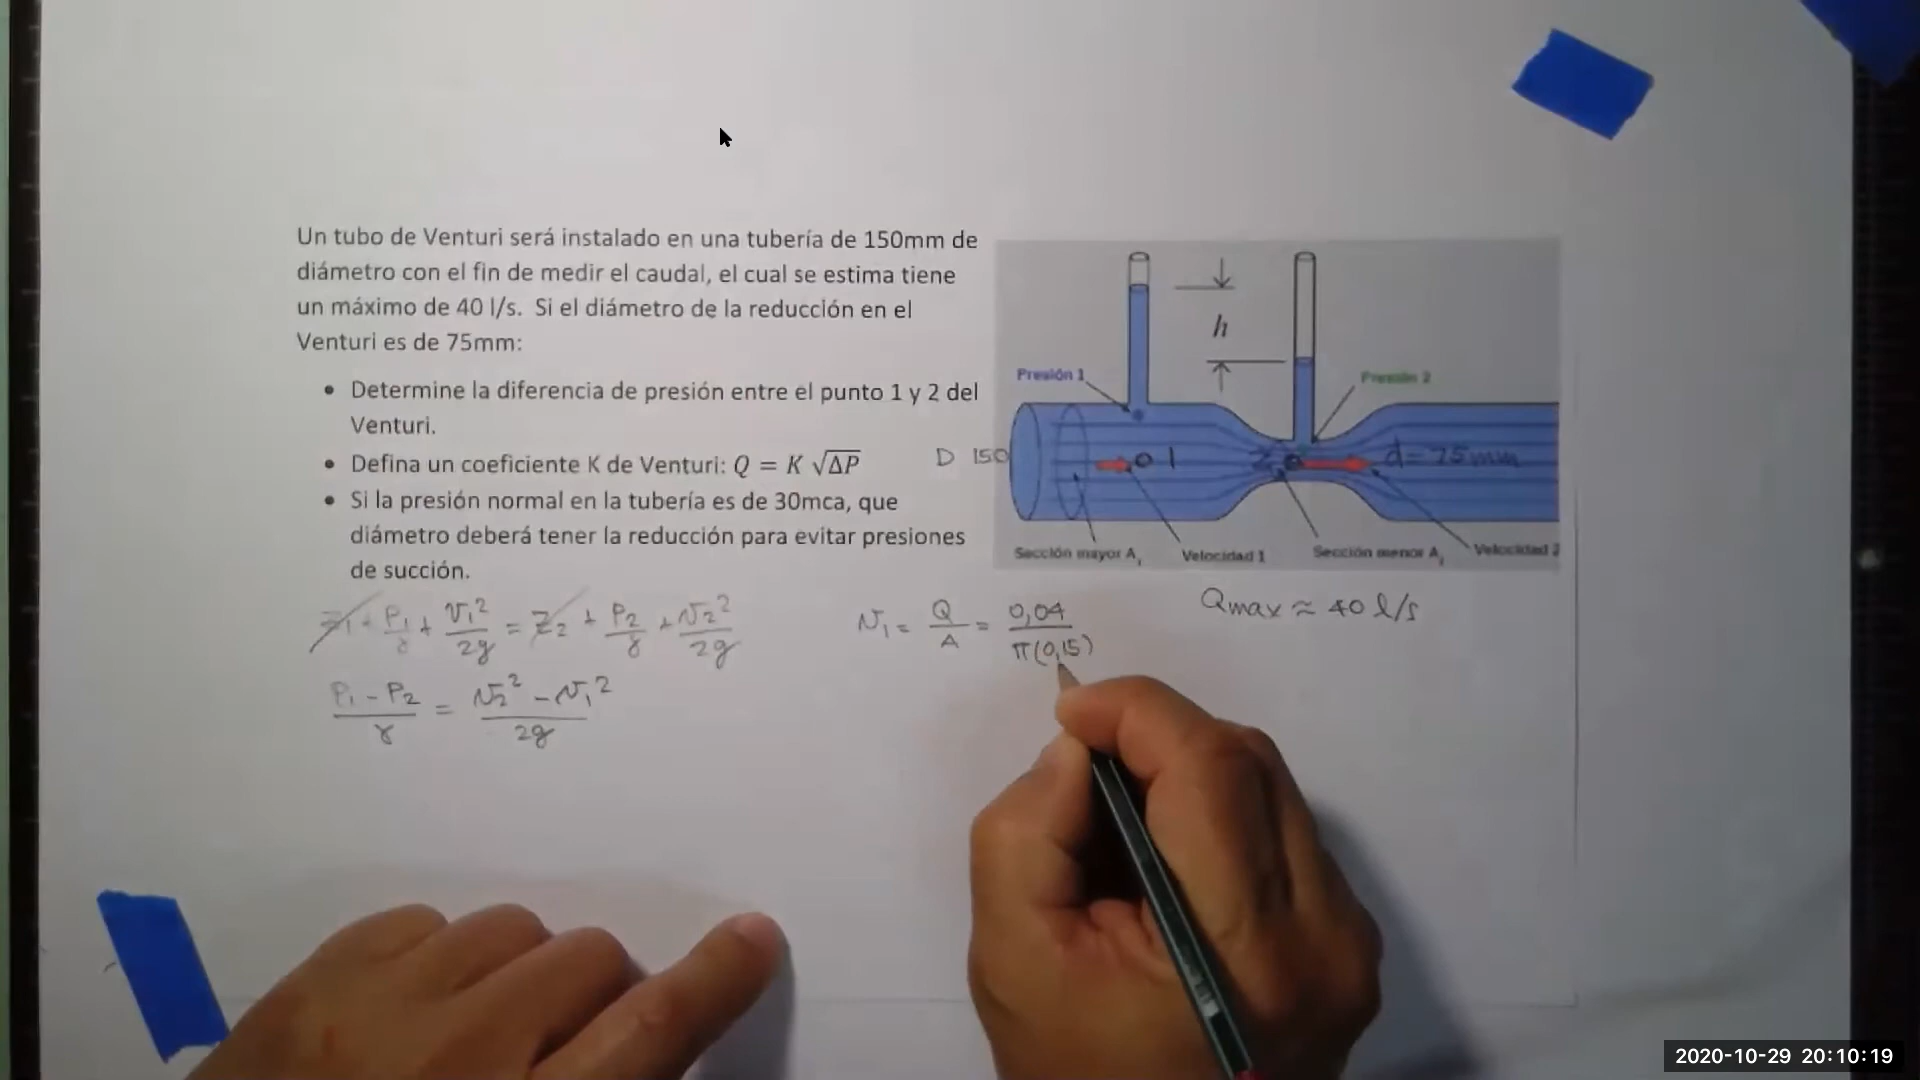 Un tubo de Venturi será instalado en una tubería de 150mm de
diámetro con el fin de medir el caudal, el cual se estima tiene
un máximo de 40 l/s. Si el diámetro de la reducción en el
Venturi es de 75mm:
• Determine la diferencia de presión entre el punto 1 y 2 del
Venturi.
• Defina un coeficiente K de Venturi: Q = K √ΔP
• Si la presión normal en la tubería es de 30mca, que
diámetro deberá tener la reducción para evitar presiones
de succión.
h
Presión 1
Presión 2
D 150
1
2
d=75mm
Sección mayor A₁
Velocidad 1
Sección menor A₂
Velocidad 2
Z₁ + P₁/γ + V₁²/2g = Z₂ + P₂/γ + V₂²/2g
(P₁ - P₂)/γ = (V₂² - V₁²)/2g
V₁ = Q/A = 0,04/π(0,15)
Qmax ≈ 40 l/s
2020-10-29 20:10:19